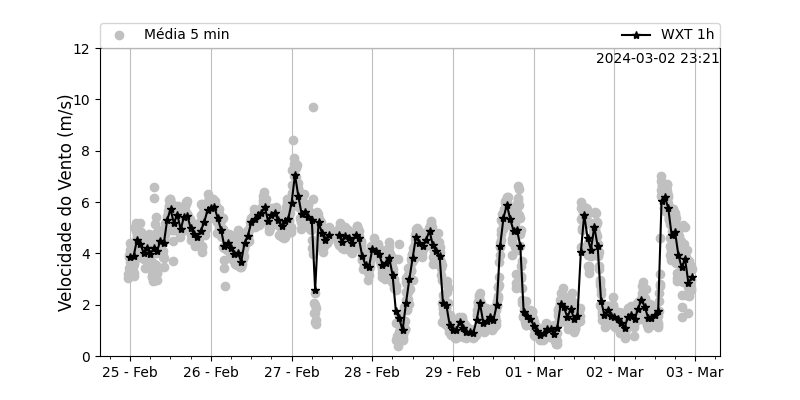 Média 5 min
WXT 1h
2024-03-02 23:21
Velocidade do Vento (m/s)
12
10
8
6
4
2
0
25 - Feb
26 - Feb
27 - Feb
28 - Feb
29 - Feb
01 - Mar
02 - Mar
03 - Mar